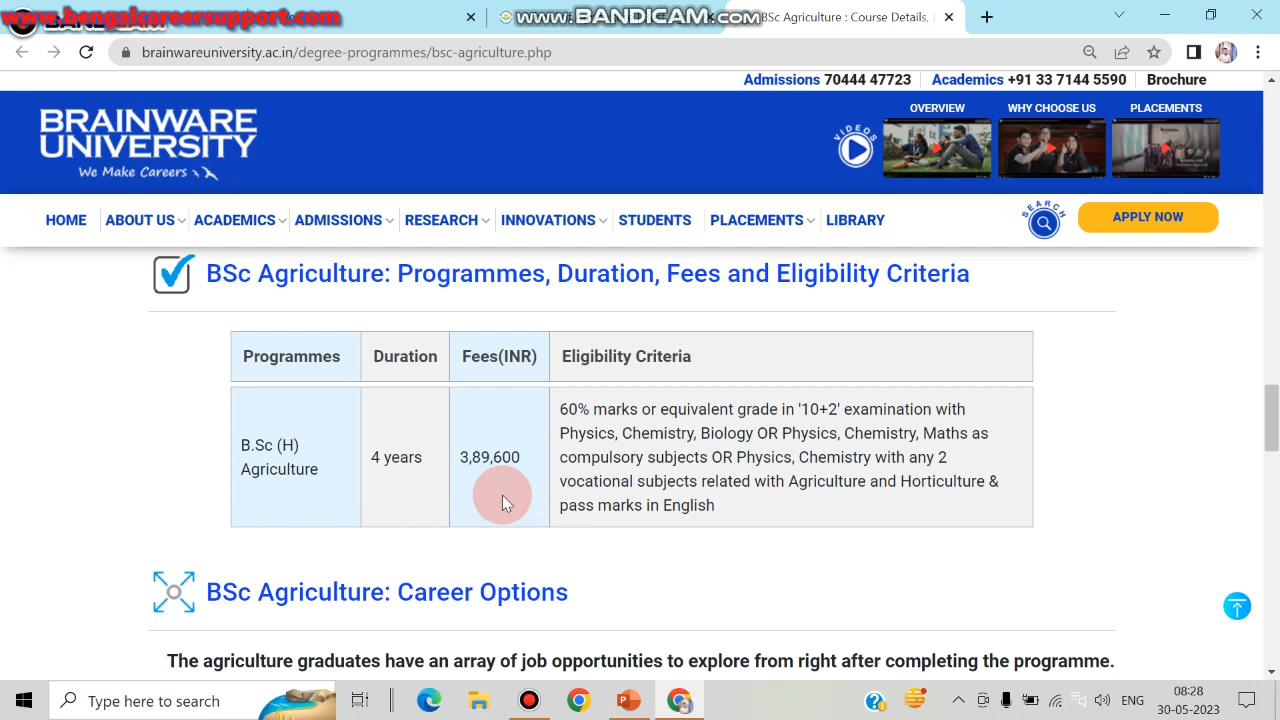 www.bengalcareersupport.com
www.BANDICAM.com
BSc Agriculture: Course Details,
brainwareuniversity.ac.in/degree-programmes/bsc-agriculture.php
Admissions 70444 47723
Academics +91 33 7144 5590
Brochure
BRAINWARE
UNIVERSITY
We Make Careers
VIDEOS
OVERVIEW
WHY CHOOSE US
PLACEMENTS
HOME
ABOUT US
ACADEMICS
ADMISSIONS
RESEARCH
INNOVATIONS
STUDENTS
PLACEMENTS
LIBRARY
SEARCH
APPLY NOW
BSc Agriculture: Programmes, Duration, Fees and Eligibility Criteria
Programmes
Duration
Fees(INR)
Eligibility Criteria
B.Sc (H)
Agriculture
4 years
3,89,600
60% marks or equivalent grade in '10+2' examination with
Physics, Chemistry, Biology OR Physics, Chemistry, Maths as
compulsory subjects OR Physics, Chemistry with any 2
vocational subjects related with Agriculture and Horticulture &
pass marks in English
BSc Agriculture: Career Options
The agriculture graduates have an array of job opportunities to explore from right after completing the programme.
Type here to search
ENG
08:28
30-05-2023